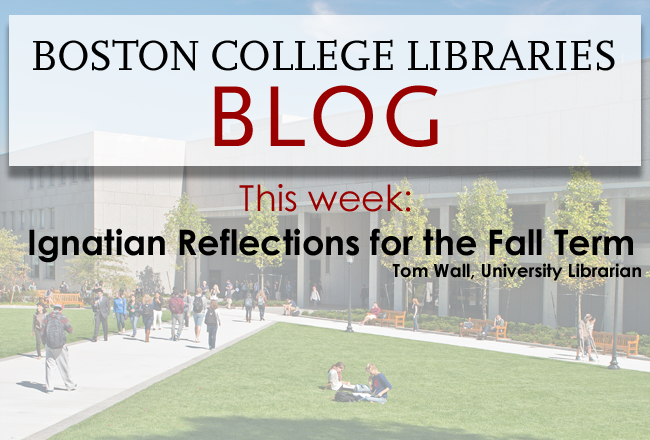 BOSTON COLLEGE LIBRARIES
BLOG
This week:
Ignatian Reflections for the Fall Term
Tom Wall, University Librarian